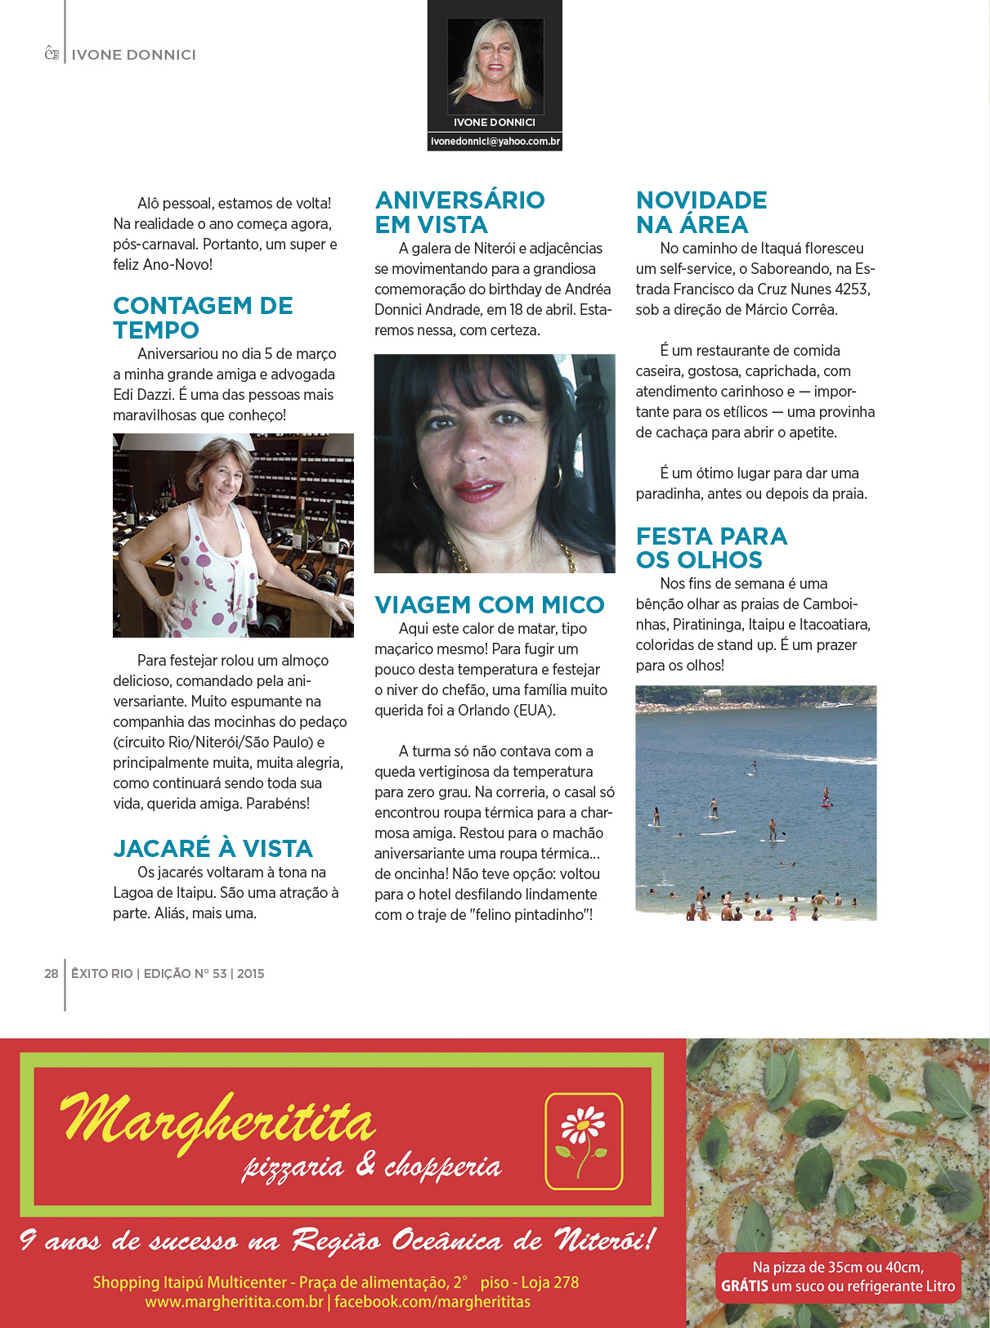 IVONE DONNICI
IVONE DONNICI
ivonedonnici@yahoo.com.br
Alô pessoal, estamos de volta!
Na realidade o ano começa agora,
pós-carnaval. Portanto, um super e
feliz Ano-Novo!
CONTAGEM DE
TEMPO
Aniversariou no dia 5 de março
a minha grande amiga e advogada
Edi Dazzi. É uma das pessoas mais
maravilhosas que conheço!
Para festejar rolou um almoço
delicioso, comandado pela ani-
versariante. Muito espumante na
companhia das mocinhas do pedaço
(circuito Rio/Niterói/São Paulo) e
principalmente muita, muita alegria,
como continuará sendo toda sua
vida, querida amiga. Parabéns!
JACARÉ À VISTA
Os jacarés voltaram à tona na
Lagoa de Itaipu. São uma atração à
parte. Aliás, mais uma.
ANIVERSÁRIO
EM VISTA
A galera de Niterói e adjacências
se movimentando para a grandiosa
comemoração do birthday de Andréa
Donnici Andrade, em 18 de abril. Esta-
remos nessa, com certeza.
VIAGEM COM MICO
Aqui este calor de matar, tipo
maçarico mesmo! Para fugir um
pouco desta temperatura e festejar
o niver do chefão, uma família muito
querida foi a Orlando (EUA).
A turma só não contava com a
queda vertiginosa da temperatura
para zero grau. Na correria, o casal só
encontrou roupa térmica para a char-
mosa amiga. Restou para o machão
aniversariante uma roupa térmica...
de oncinha! Não teve opção: voltou
para o hotel desfilando lindamente
com o traje de "felino pintadinho"!
NOVIDADE
NA ÁREA
No caminho de Itaquá floresceu
um self-service, o Saboreando, na Es-
trada Francisco da Cruz Nunes 4253,
sob a direção de Márcio Corrêa.
É um restaurante de comida
caseira, gostosa, caprichada, com
atendimento carinhoso e — impor-
tante para os etílicos — uma provinha
de cachaça para abrir o apetite.
É um ótimo lugar para dar uma
paradinha, antes ou depois da praia.
FESTA PARA
OS OLHOS
Nos fins de semana é uma
bênção olhar as praias de Camboi-
nhas, Piratininga, Itaipu e Itacoatiara,
coloridas de stand up. É um prazer
para os olhos!
28 ÊXITO RIO | EDIÇÃO Nº 53 | 2015
Margheritita
pizzaria & chopperia
9 anos de sucesso na Região Oceânica de Niterói!
Shopping Itaipú Multicenter - Praça de alimentação, 2° piso - Loja 278
www.margheritita.com.br | facebook.com/margherititas
Na pizza de 35cm ou 40cm,
GRÁTIS um suco ou refrigerante Litro